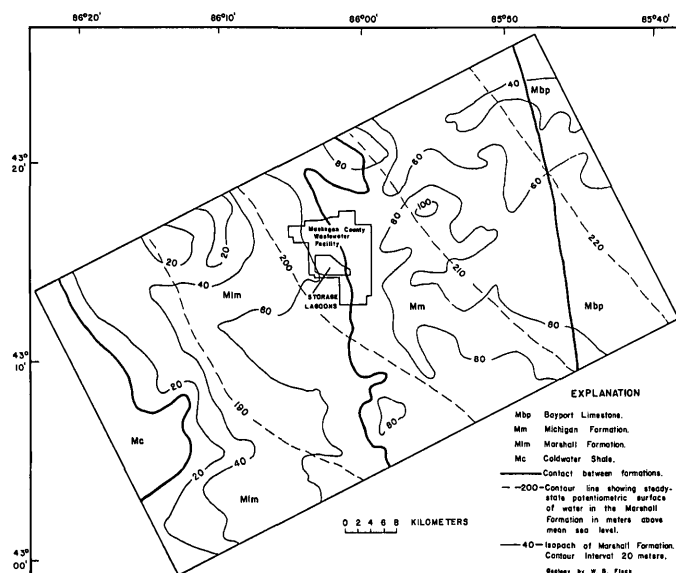 86°20' 86°10' 86°00' 85°50' 85°40'
40
Mbp
43°
20'
80
60
60
100
80
Muskegon County
Wastewater
Facility
20
20
200
220
40
210
STORAGE
LAGOONS
Mlm
60
Mm
Mbp
80
80
43°
10'
20
190
Mc
80
20
40
Mlm
43°
00'
0 2 4 6 8 KILOMETERS
EXPLANATION
Mbp Bayport Limestone.
Mm Michigan Formation.
Mlm Marshall Formation.
Mc Coldwater Shale.
Contact between formations.
200 Contour line showing steady-
state potentiometric surface
of water in the Marshall
Formation in meters above
mean sea level.
40 Isopach of Marshall Formation.
Contour Interval 20 meters.
Geology by W. B. Fleck